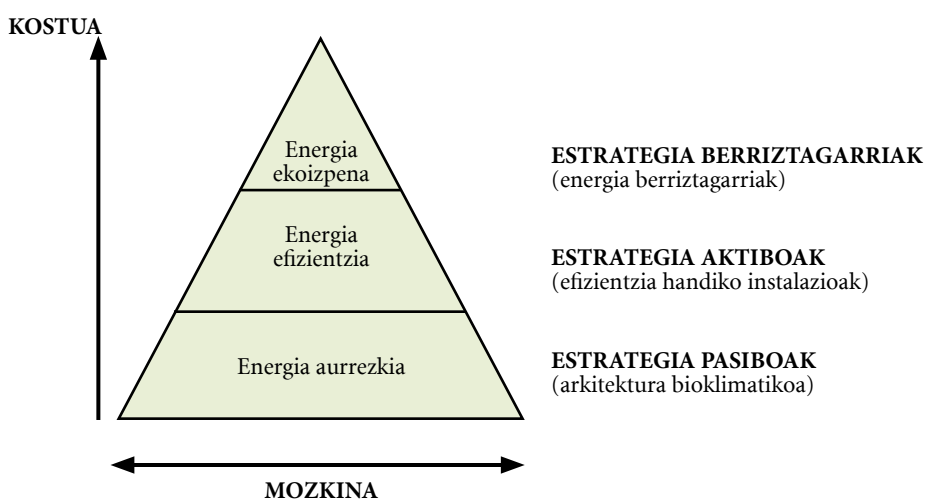 KOSTUA
Energia
ekoizpena
ESTRATEGIA BERRIZTAGARRIAK
(energia berriztagarriak)
Energia
efizientzia
ESTRATEGIA AKTIBOAK
(efizientzia handiko instalazioak)
Energia aurrezkia
ESTRATEGIA PASIBOAK
(arkitektura bioklimatikoa)
MOZKINA